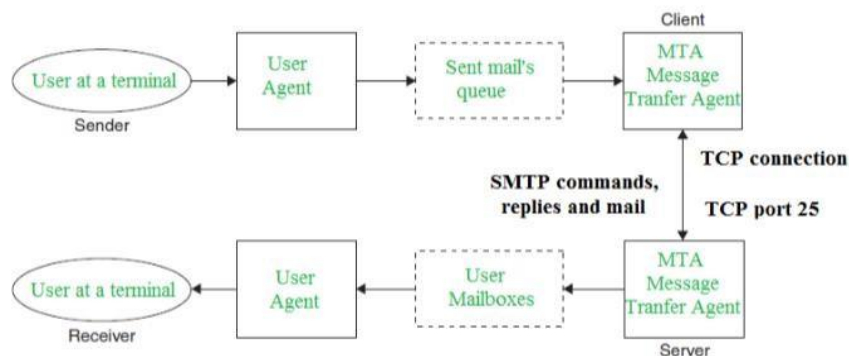 Client
User at a terminal
User
Agent
Sent mail's
queue
MTA
Message
Tranfer Agent
Sender
TCP connection
SMTP commands,
replies and mail
TCP port 25
User at a terminal
User
Agent
User
Mailboxes
MTA
Message
Tranfer Agent
Receiver
Server